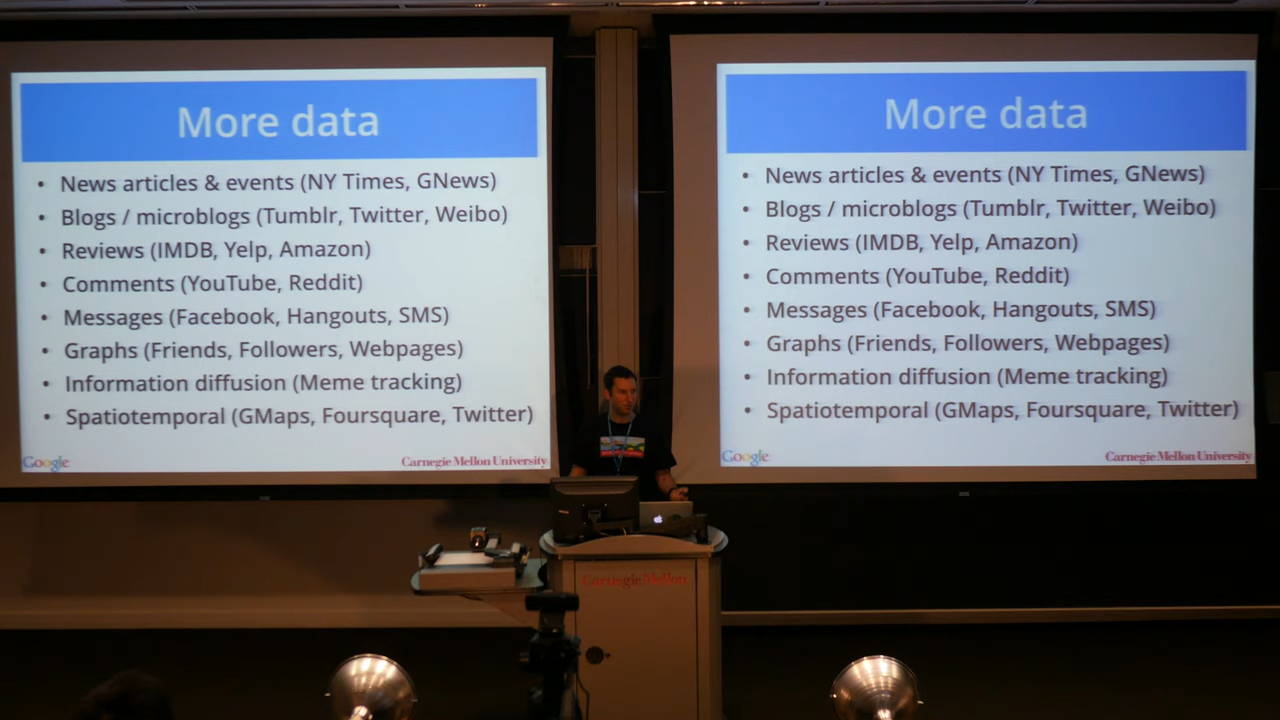 More data
• News articles & events (NY Times, GNews)
• Blogs / microblogs (Tumblr, Twitter, Weibo)
• Reviews (IMDB, Yelp, Amazon)
• Comments (YouTube, Reddit)
• Messages (Facebook, Hangouts, SMS)
• Graphs (Friends, Followers, Webpages)
• Information diffusion (Meme tracking)
• Spatiotemporal (GMaps, Foursquare, Twitter)
Google
Carnegie Mellon University
More data
• News articles & events (NY Times, GNews)
• Blogs / microblogs (Tumblr, Twitter, Weibo)
• Reviews (IMDB, Yelp, Amazon)
• Comments (YouTube, Reddit)
• Messages (Facebook, Hangouts, SMS)
• Graphs (Friends, Followers, Webpages)
• Information diffusion (Meme tracking)
• Spatiotemporal (GMaps, Foursquare, Twitter)
Google
Carnegie Mellon University
Carnegie Mellon